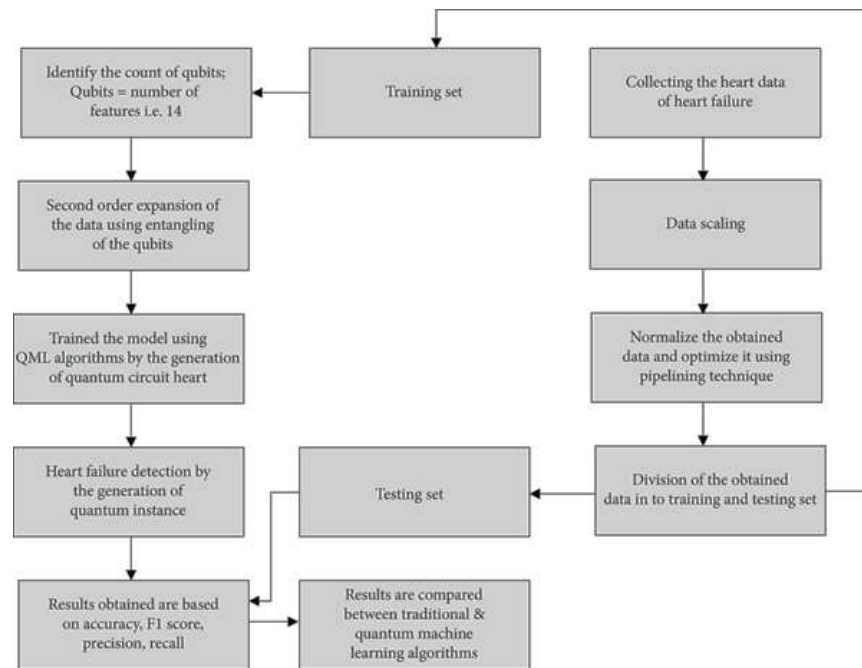 Identify the count of qubits;
Qubits = number of
features i.e. 14
Training set
Collecting the heart data
of heart failure
Second order expansion of
the data using entangling
of the qubits
Data scaling
Trained the model using
QML algorithms by the generation
of quantum circuit heart
Normalize the obtained
data and optimize it using
pipelining technique
Heart failure detection by
the generation of
quantum instance
Testing set
Division of the obtained
data in to training and testing set
Results obtained are based
on accuracy, F1 score,
precision, recall
Results are compared
between traditional &
quantum machine
learning algorithms